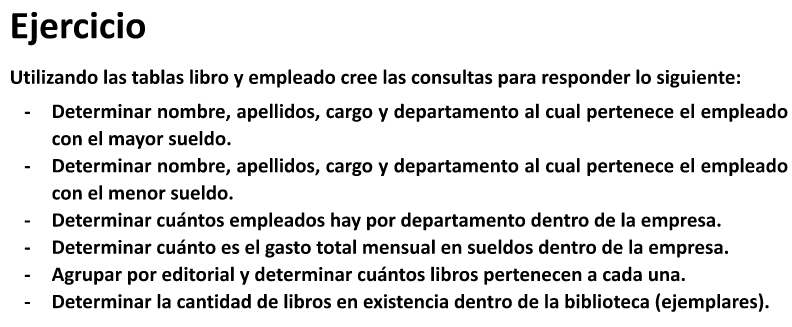 Ejercicio
Utilizando las tablas libro y empleado cree las consultas para responder lo siguiente:
- Determinar nombre, apellidos, cargo y departamento al cual pertenece el empleado
con el mayor sueldo.
- Determinar nombre, apellidos, cargo y departamento al cual pertenece el empleado
con el menor sueldo.
- Determinar cuántos empleados hay por departamento dentro de la empresa.
- Determinar cuánto es el gasto total mensual en sueldos dentro de la empresa.
- Agrupar por editorial y determinar cuántos libros pertenecen a cada una.
- Determinar la cantidad de libros en existencia dentro de la biblioteca (ejemplares).